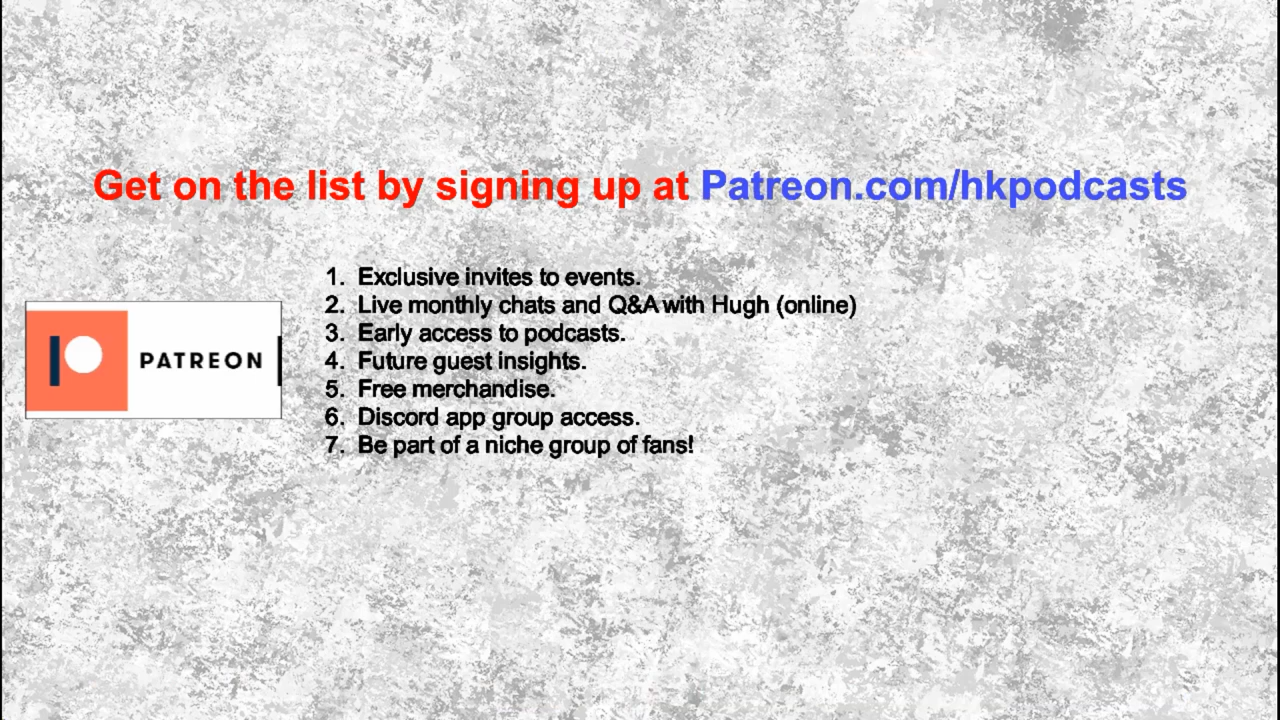 Get on the list by signing up at Patreon.com/hkpodcasts
1. Exclusive invites to events.
2. Live monthly chats and Q&A with Hugh (online)
3. Early access to podcasts.
4. Future guest insights.
5. Free merchandise.
6. Discord app group access.
7. Be part of a niche group of fans!
PATREON